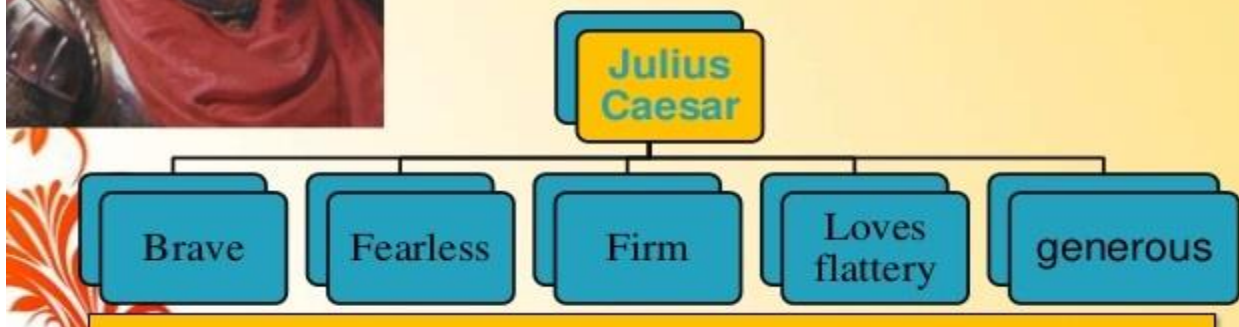 Julius
Caesar
Brave
Fearless
Firm
Loves
flattery
generous